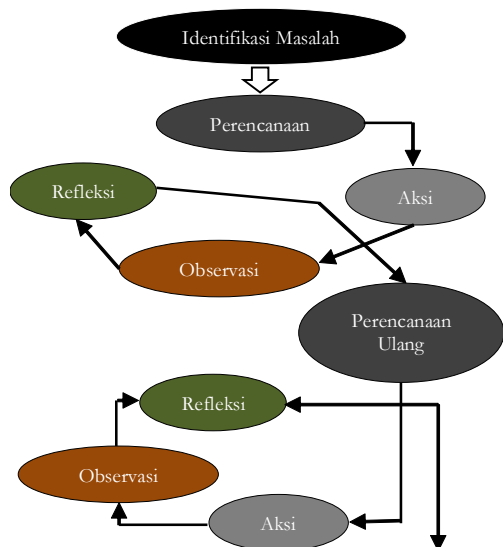 Identifikasi Masalah
Perencanaan
Refleksi
Aksi
Observasi
Perencanaan
Ulang
Refleksi
Observasi
Aksi